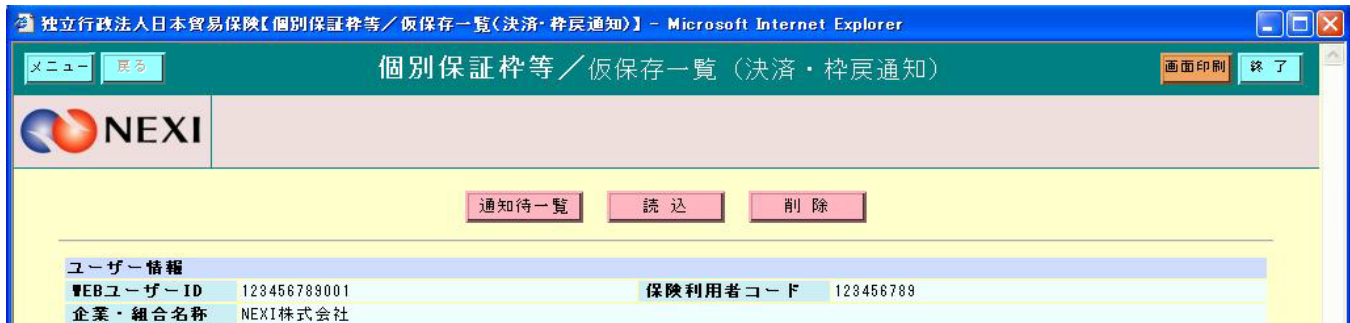 独立行政法人日本貿易保険【個別保証枠等／仮保存一覧（決済・枠戻通知）】 - Microsoft Internet Explorer
メニュー 戻る 個別保証枠等／仮保存一覧（決済・枠戻通知） 画面印刷 終 了
NEXI
通知待一覧 読 込 削 除
ユーザー情報
WEBユーザーID 123456789001 保険利用者コード 123456789
企業・組合名称 NEXI株式会社